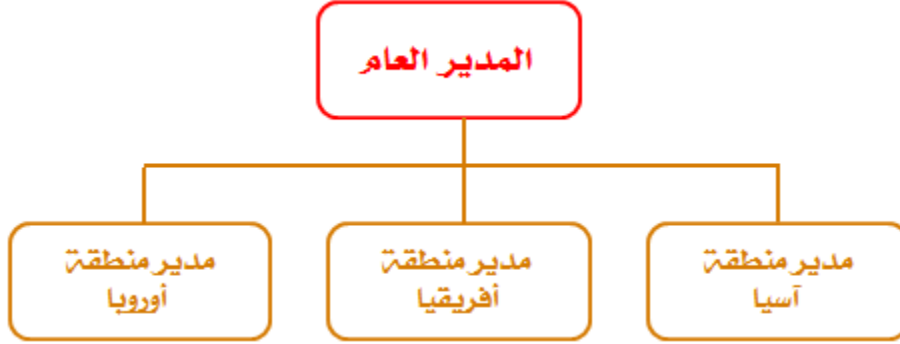 المدير العام
مدير منطقة
آسيا
مدير منطقة
أفريقيا
مدير منطقة
أوروبا